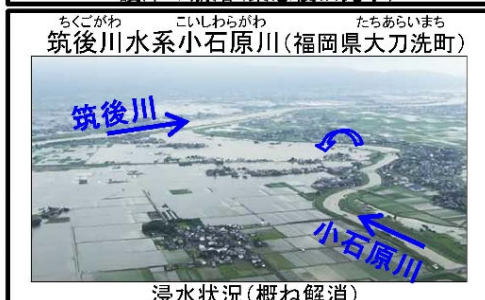 ちくごがわ こいしわらがわ たちあらいまち
筑後川水系小石原川(福岡県大刀洗町)
筑後川
小石原川
浸水状況(概ね解消)